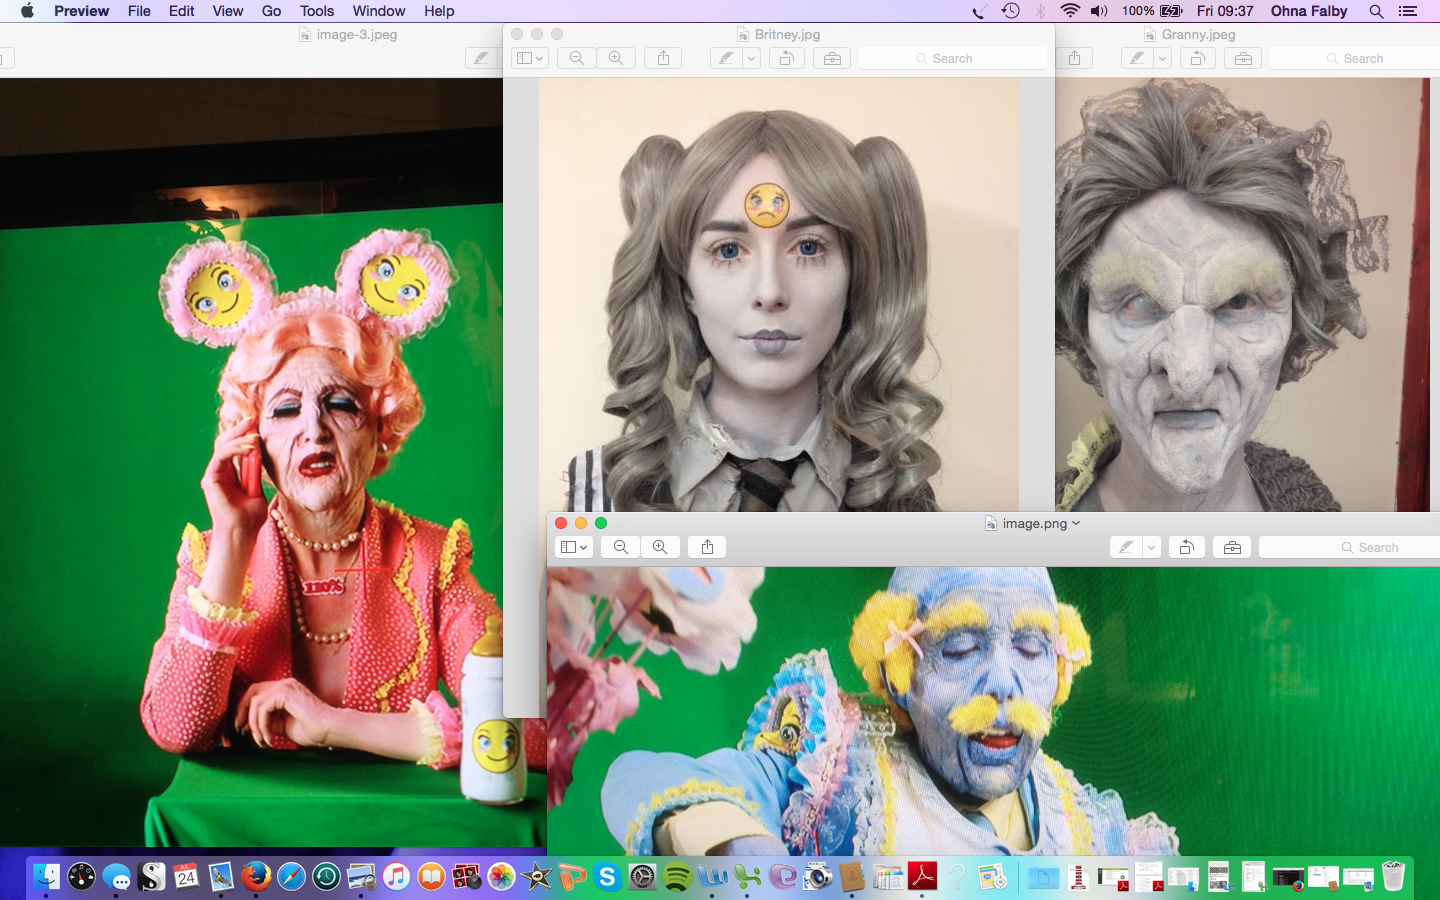 Preview File Edit View Go Tools Window Help 100% Fri 09:37 Ohna Falby
image-3.jpeg
Britney.jpg
Granny.jpeg
Search
Search
image.png
Search
100%
24